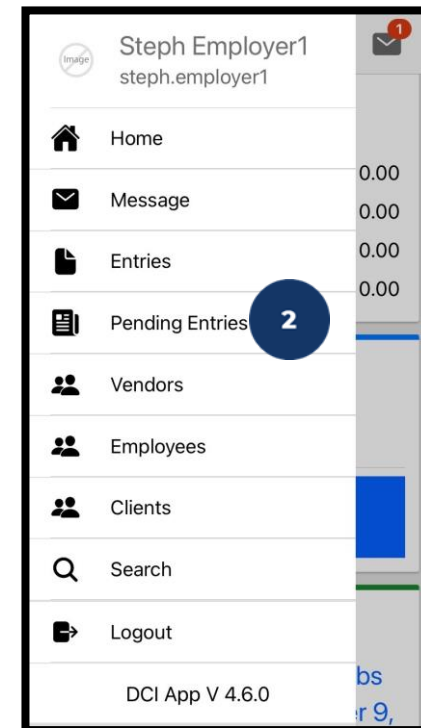 Image
Steph Employer1
steph.employer1
1
Home
Message
Entries
Pending Entries
2
Vendors
Employees
Clients
Search
Logout
DCI App V 4.6.0
0.00
0.00
0.00
0.00
bs
r 9,